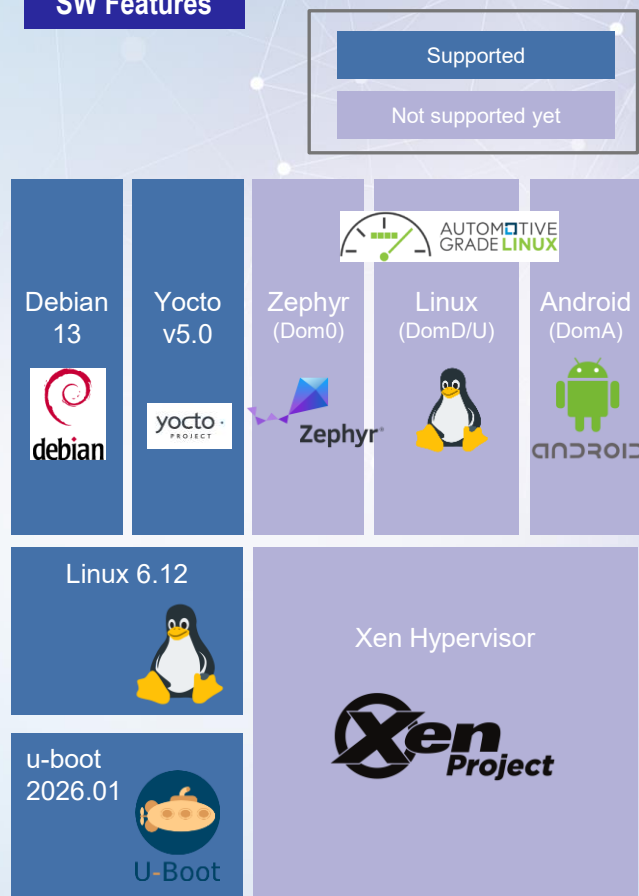 SW Features
Supported
Not supported yet
AUTOMOTIVE
GRADE LINUX
Debian
13
debian
Yocto
v5.0
yocto
PROJECT
Zephyr
(Dom0)
Zephyr
Linux
(DomD/U)
Android
(DomA)
ANDROID
Linux 6.12
Xen Hypervisor
Xen
Project
u-boot
2026.01
U-Boot